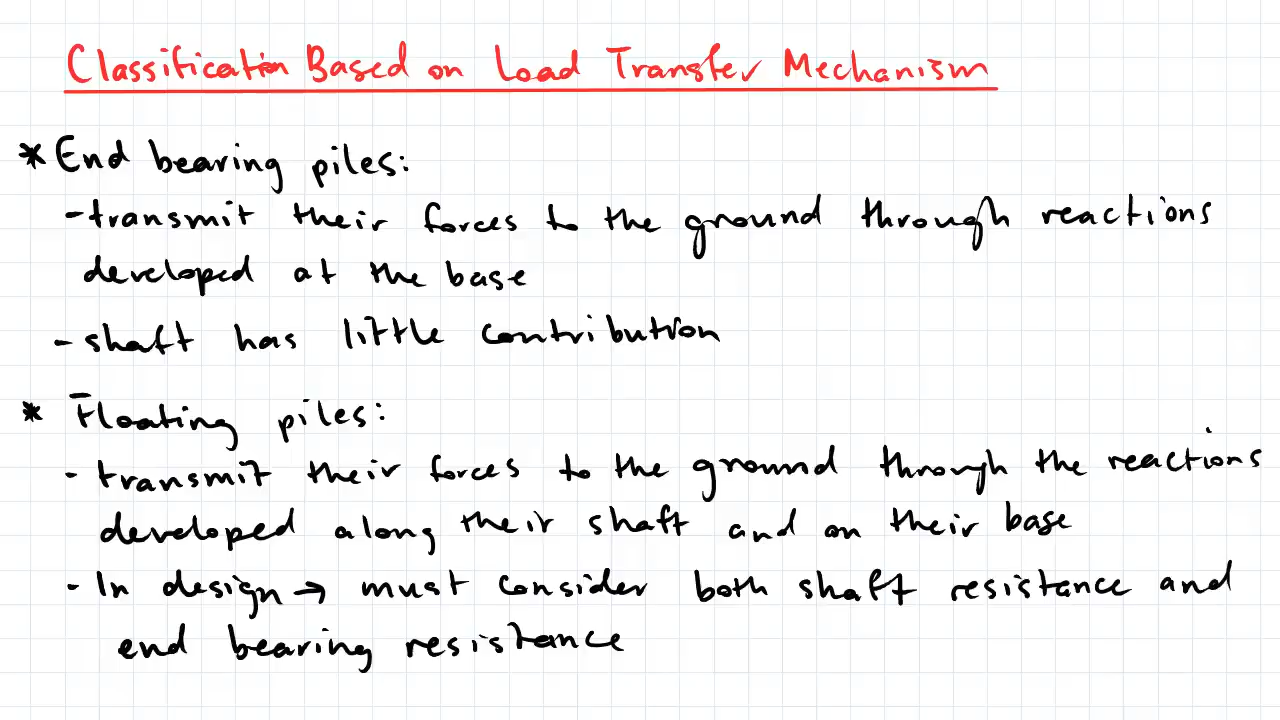 Classification Based on Load Transfer Mechanism
* End bearing piles:
- transmit their forces to the ground through reactions
developed at the base
- shaft has little contribution
* Floating piles:
- transmit their forces to the ground through the reactions
developed along their shaft and on their base
- In design → must consider both shaft resistance and
end bearing resistance